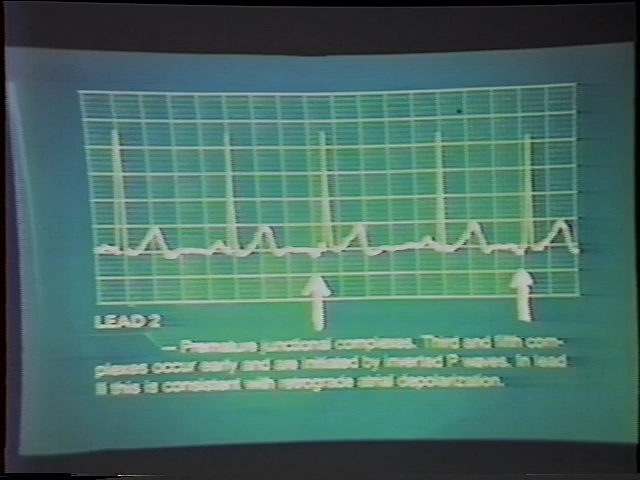 LEAD 2
— Premature junctional complexes. Third and fifth com-
plexes occur early and are initiated by inverted P waves. In lead
II this is consistent with retrograde atrial depolarization.